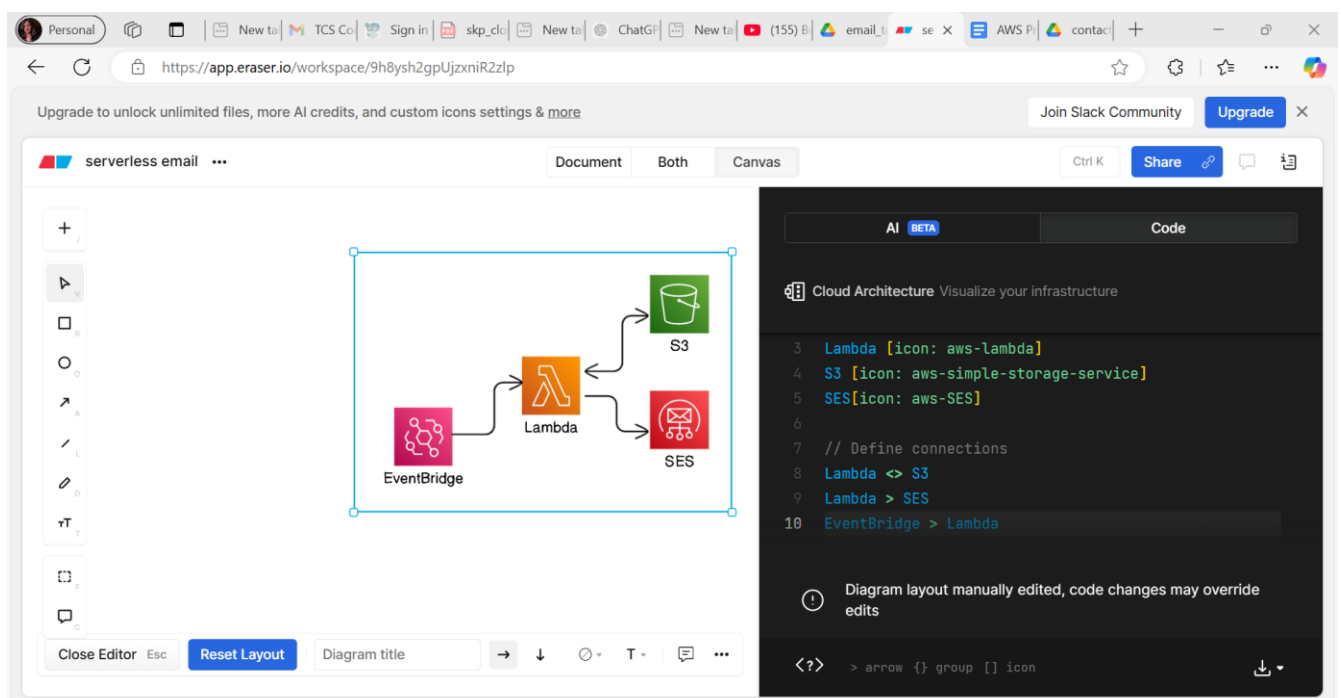 Personal
New ta
TCS Co
Sign in
skp_clo
New ta
ChatGP
New ta
(155) B
email_t
se
AWS P
contact
https://app.eraser.io/workspace/9h8ysh2gpUjzxniR2zlp
Upgrade to unlock unlimited files, more AI credits, and custom icons settings & more
Join Slack Community
Upgrade
serverless email
Document
Both
Canvas
Ctrl K
Share
AI BETA
Code
Cloud Architecture Visualize your infrastructure
3 Lambda [icon: aws-lambda]
4 S3 [icon: aws-simple-storage-service]
5 SES[icon: aws-SES]
6
7 // Define connections
8 Lambda <> S3
9 Lambda > SES
10 EventBridge > Lambda
Diagram layout manually edited, code changes may override
edits
<?> > arrow {} group [] icon
/
V
R
O
A
L
D
T
F
C
S3
Lambda
SES
EventBridge
Close Editor Esc
Reset Layout
Diagram title
T